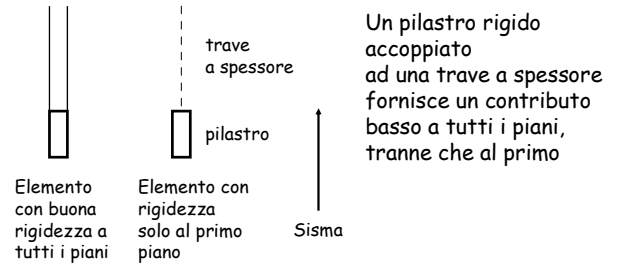 trave
a spessore
pilastro
Elemento
con buona
rigidezza a
tutti i piani
Elemento con
rigidezza
solo al primo
piano
Sisma
Un pilastro rigido
accoppiato
ad una trave a spessore
fornisce un contributo
basso a tutti i piani,
tranne che al primo